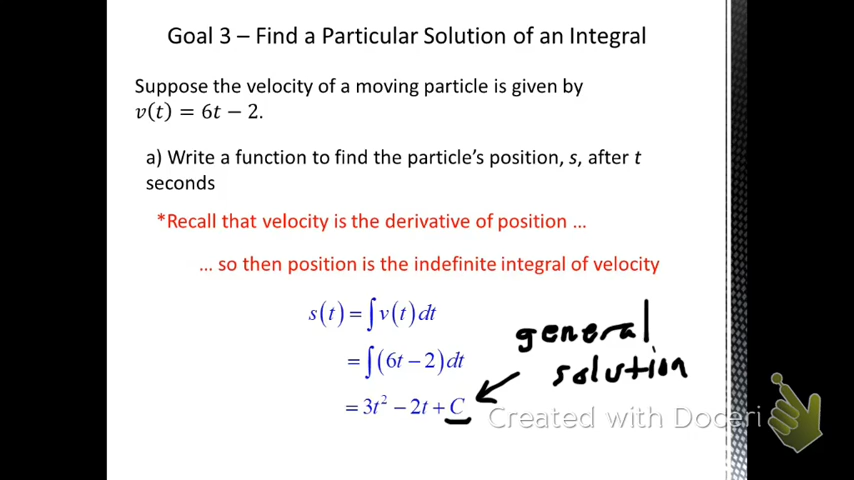 Goal 3 – Find a Particular Solution of an Integral
Suppose the velocity of a moving particle is given by
v(t) = 6t − 2.
a) Write a function to find the particle's position, s, after t
seconds
*Recall that velocity is the derivative of position ...
... so then position is the indefinite integral of velocity
s(t) = ∫ v(t) dt
= ∫ (6t − 2) dt
= 3t² − 2t + C
general
solution
Created with Doceri